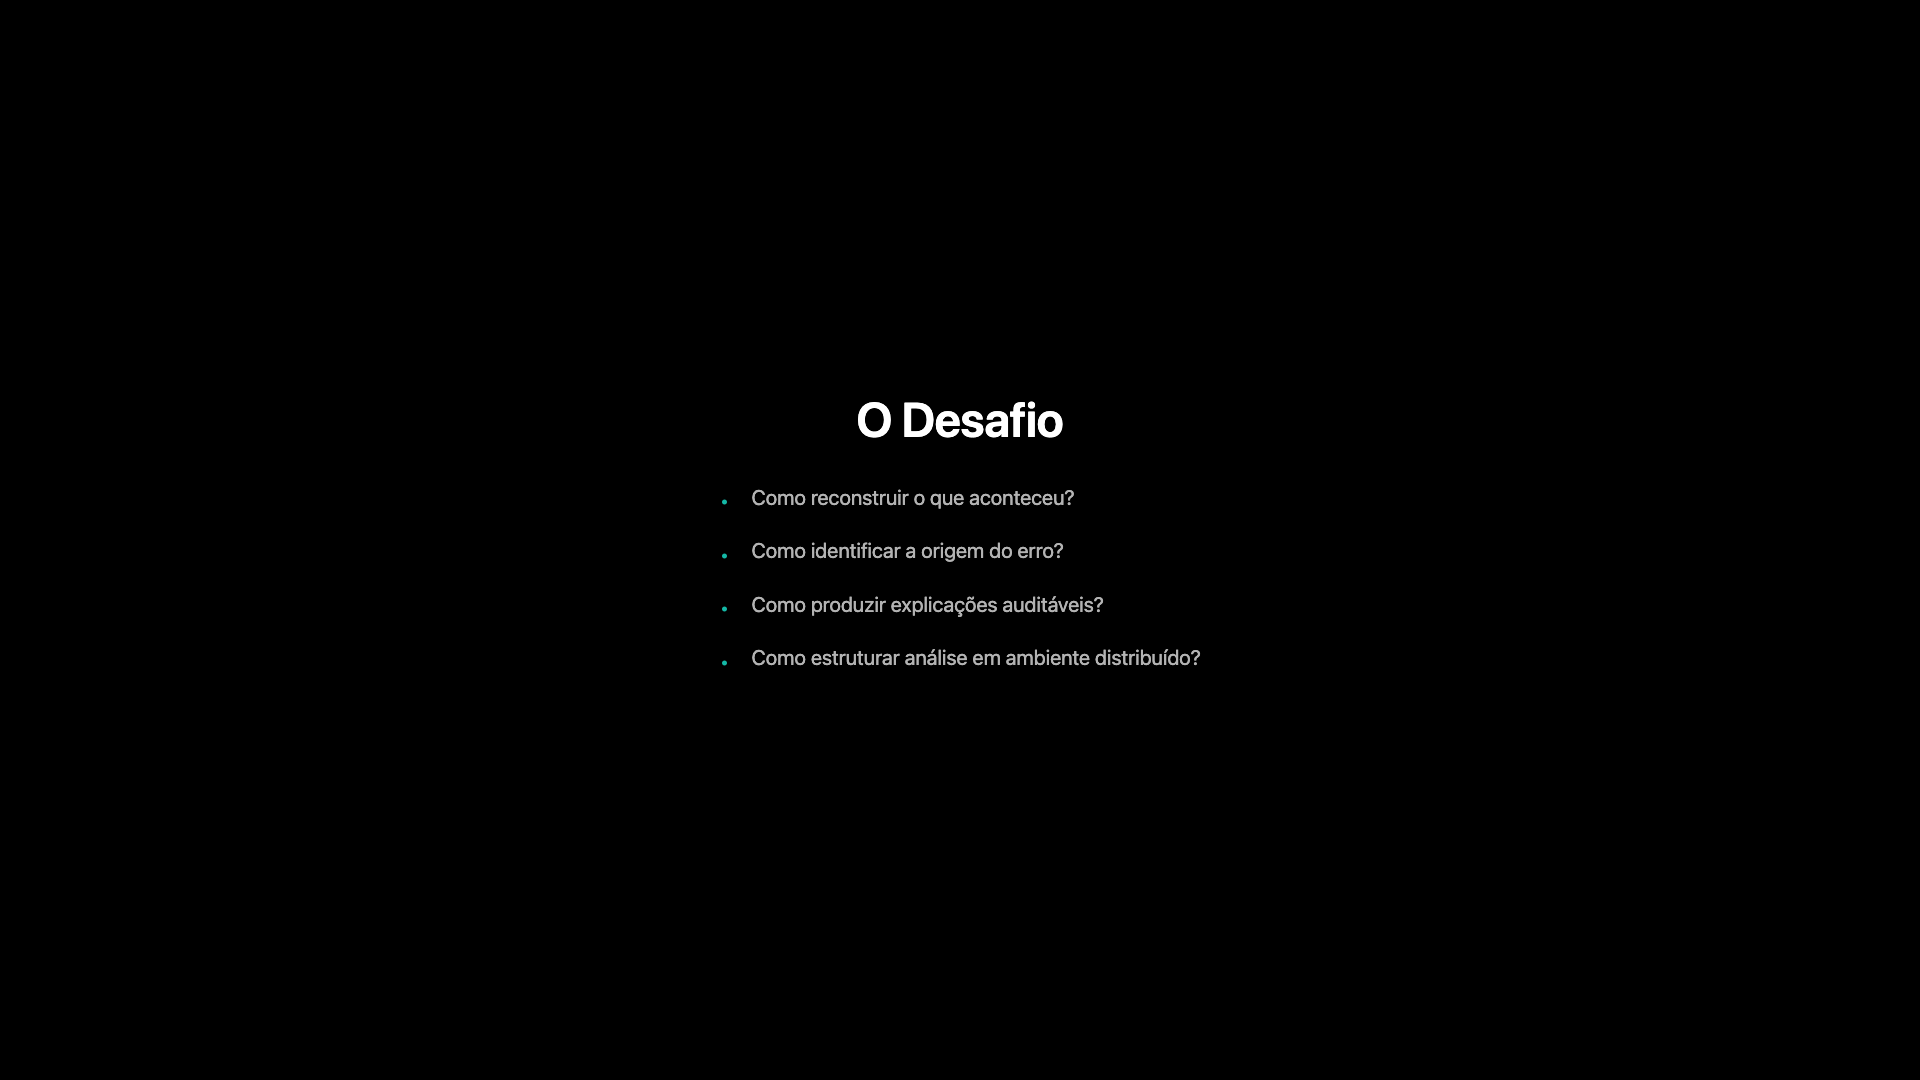 O Desafio
• Como reconstruir o que aconteceu?
• Como identificar a origem do erro?
• Como produzir explicações auditáveis?
• Como estruturar análise em ambiente distribuído?